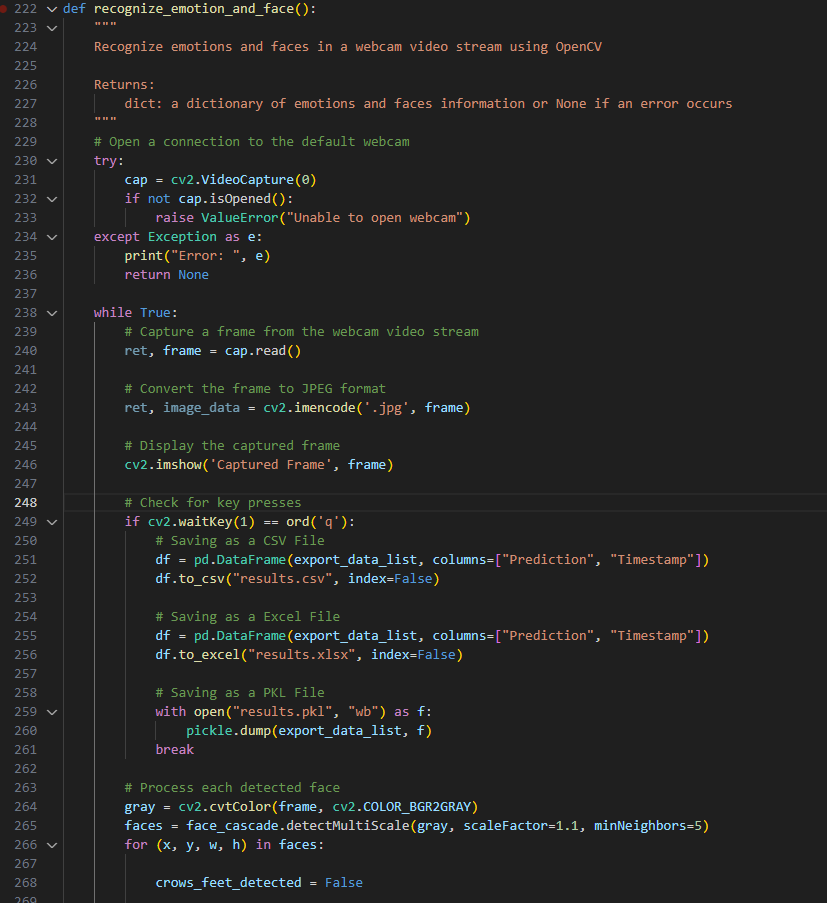 222 def recognize_emotion_and_face():
223     """
224     Recognize emotions and faces in a webcam video stream using OpenCV
225
226     Returns:
227         dict: a dictionary of emotions and faces information or None if an error occurs
228     """
229     # Open a connection to the default webcam
230     try:
231         cap = cv2.VideoCapture(0)
232         if not cap.isOpened():
233             raise ValueError("Unable to open webcam")
234     except Exception as e:
235         print("Error: ", e)
236         return None
237
238     while True:
239         # Capture a frame from the webcam video stream
240         ret, frame = cap.read()
241
242         # Convert the frame to JPEG format
243         ret, image_data = cv2.imencode('.jpg', frame)
244
245         # Display the captured frame
246         cv2.imshow('Captured Frame', frame)
247
248         # Check for key presses
249         if cv2.waitKey(1) == ord('q'):
250             # Saving as a CSV File
251             df = pd.DataFrame(export_data_list, columns=["Prediction", "Timestamp"])
252             df.to_csv("results.csv", index=False)
253
254             # Saving as a Excel File
255             df = pd.DataFrame(export_data_list, columns=["Prediction", "Timestamp"])
256             df.to_excel("results.xlsx", index=False)
257
258             # Saving as a PKL File
259             with open("results.pkl", "wb") as f:
260                 pickle.dump(export_data_list, f)
261             break
262
263         # Process each detected face
264         gray = cv2.cvtColor(frame, cv2.COLOR_BGR2GRAY)
265         faces = face_cascade.detectMultiScale(gray, scaleFactor=1.1, minNeighbors=5)
266         for (x, y, w, h) in faces:
267
268             crows_feet_detected = False
269